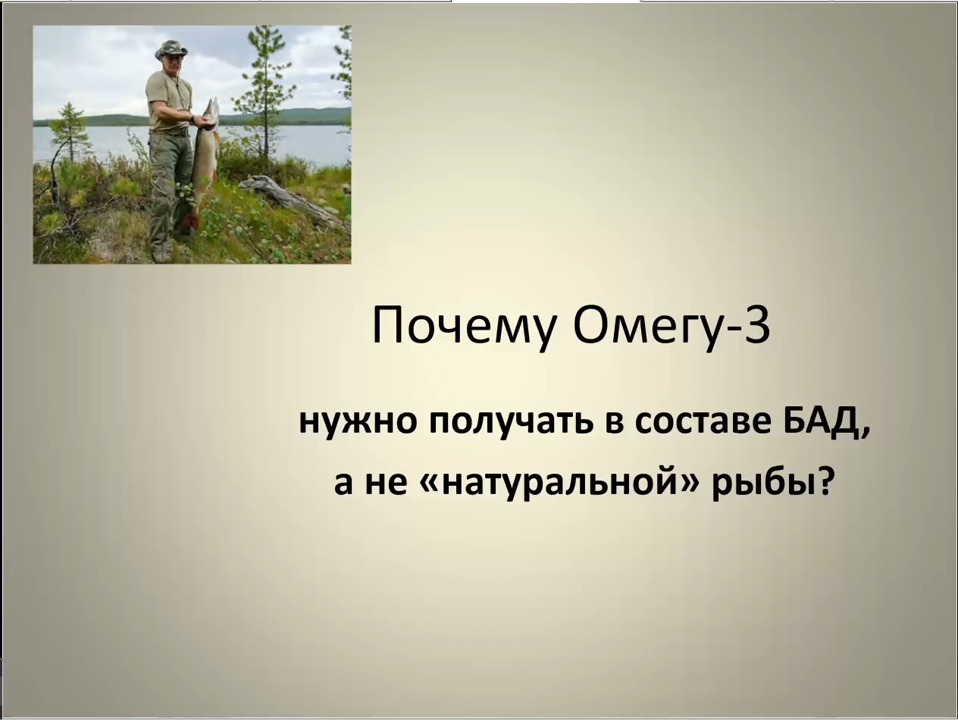 Почему Омегу-3
нужно получать в составе БАД,
а не «натуральной» рыбы?